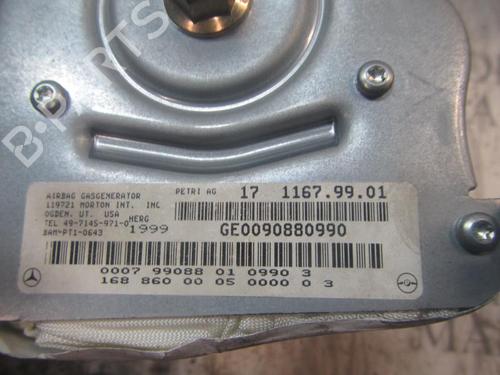 B-PARTS
AIRBAG GASGENERATOR
PETRI AG
17 1167.99.01
119721 MORTON INT. INC
OGDEN. UT. USA
TEL 49-7145-971-0
HERG
1999
GE0090880990
BAM-PT1-0643
0007 99088 01 0990 3
168 860 00 05 0000 0 3